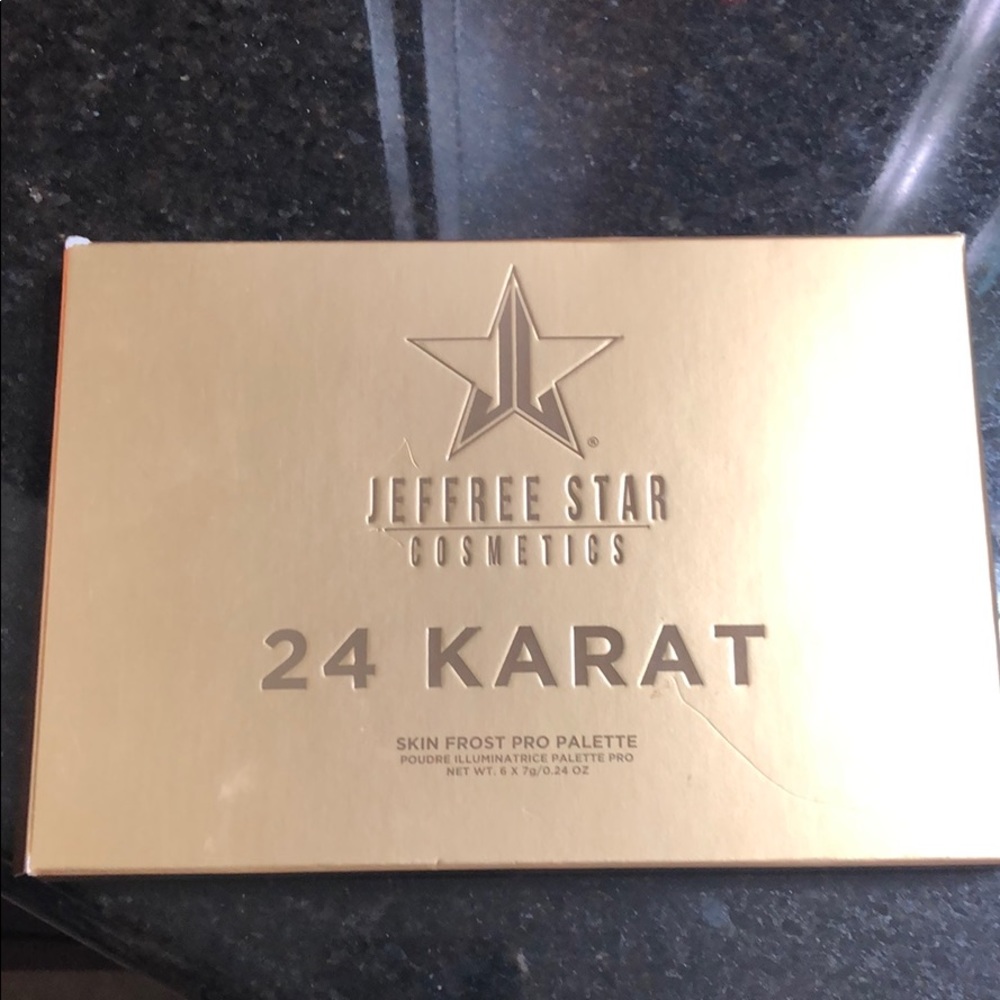 ®
JEFFREE STAR
COSMETICS
24 KARAT
SKIN FROST PRO PALETTE
POUDRE ILLUMINATRICE PALETTE PRO
NET WT. 6 X 7g/0.24 OZ